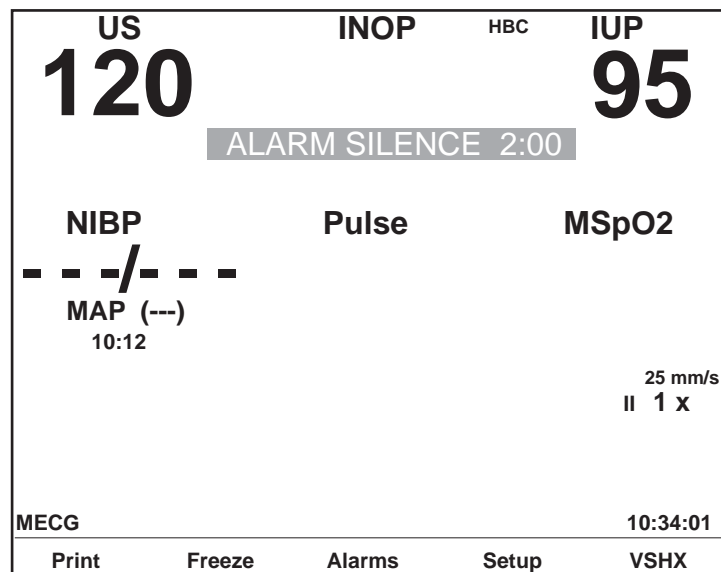 US INOP HBC IUP
120 95
ALARM SILENCE 2:00
NIBP Pulse MSpO2
- - -/- - -
MAP (---)
10:12
25 mm/s
II 1 x
MECG 10:34:01
Print Freeze Alarms Setup VSHX